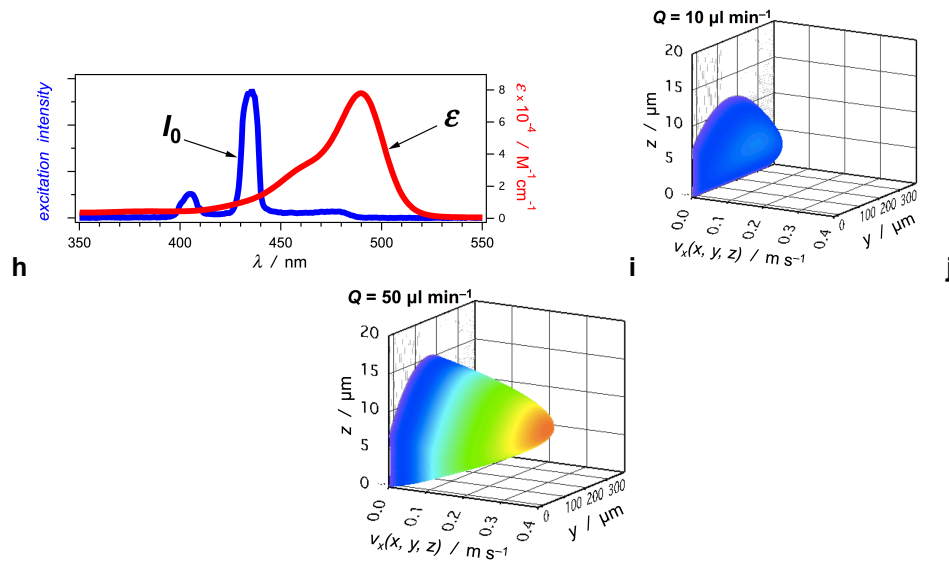 excitation intensity
I0
ε
8
6
4
2
0
ε x 10⁻⁴ / M⁻¹cm⁻¹
350
400
450
500
550
λ / nm
Q = 10 µl min⁻¹
20
15
10
5
0
z / µm
0.0
0.1
0.2
0.3
0.4
vx(x, y, z) / m s⁻¹
0
100 200 300
y / µm
h
i
j
Q = 50 µl min⁻¹
20
15
10
5
0
z / µm
0.0
0.1
0.2
0.3
0.4
vx(x, y, z) / m s⁻¹
0
100 200 300
y / µm